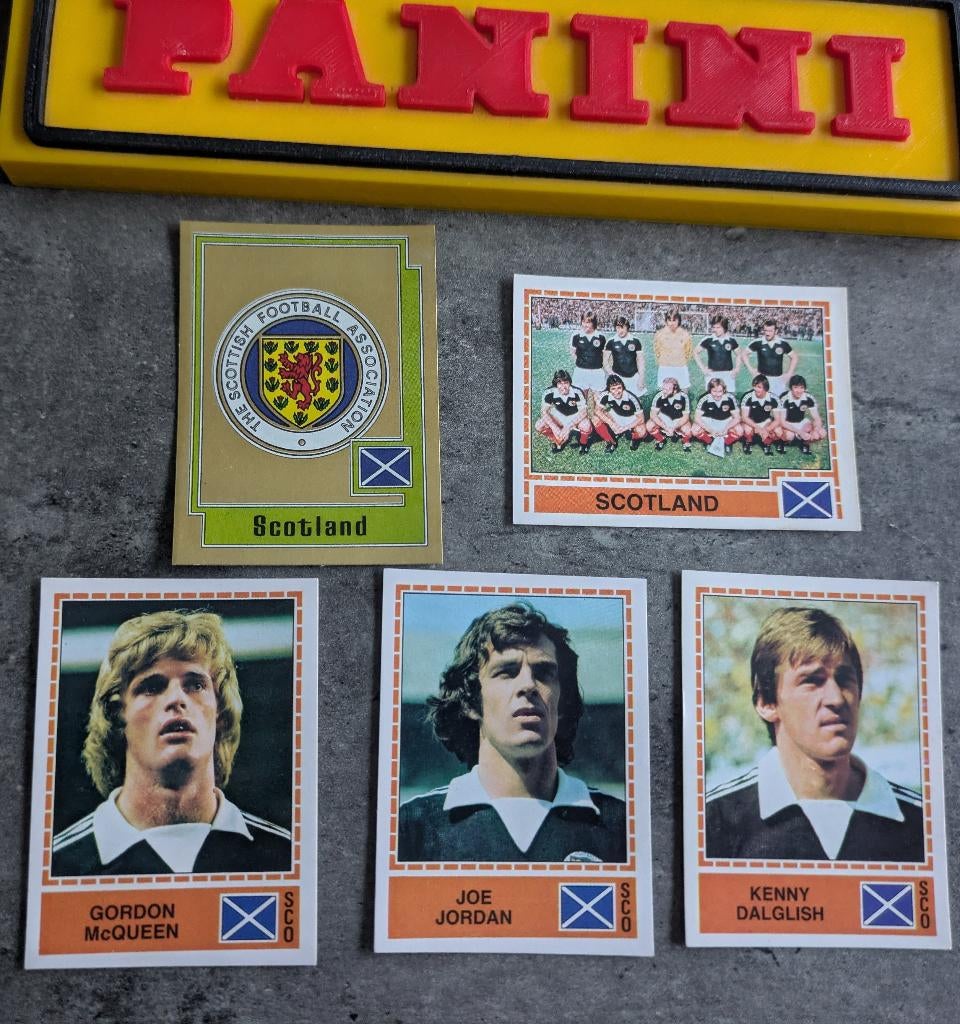 PANINI
THE SCOTTISH FOOTBALL ASSOCIATION
Scotland
SCOTLAND
GORDON
McQUEEN
SCO
JOE
JORDAN
SCO
KENNY
DALGLISH
SCO